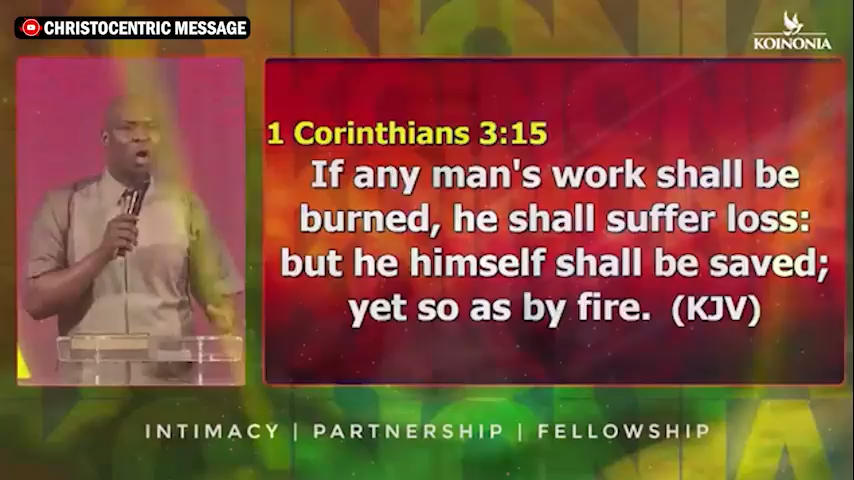 CHRISTOCENTRIC MESSAGE
KOINONIA
1 Corinthians 3:15
If any man's work shall be
burned, he shall suffer loss:
but he himself shall be saved;
yet so as by fire. (KJV)
INTIMACY | PARTNERSHIP | FELLOWSHIP